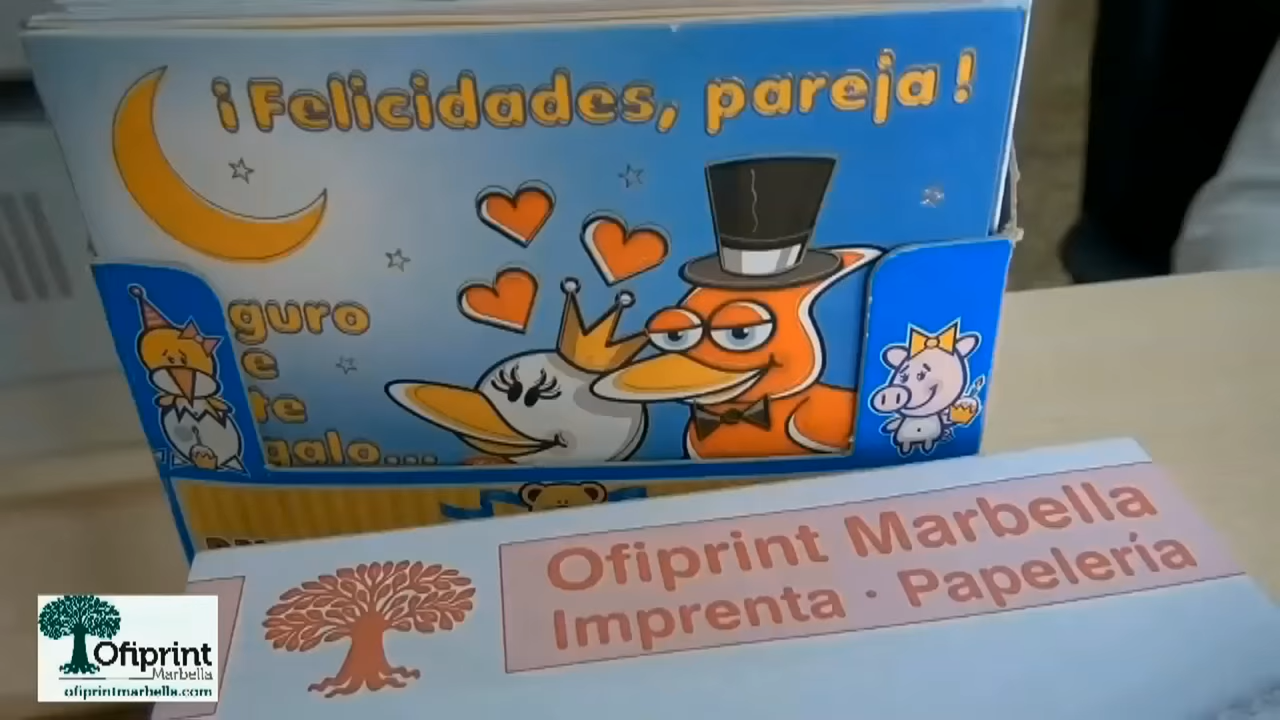 ¡Felicidades, pareja!
guro
e
te
galo...
Ofiprint Marbella
Imprenta · Papelería
Ofiprint
Marbella
ofiprintmarbella.com